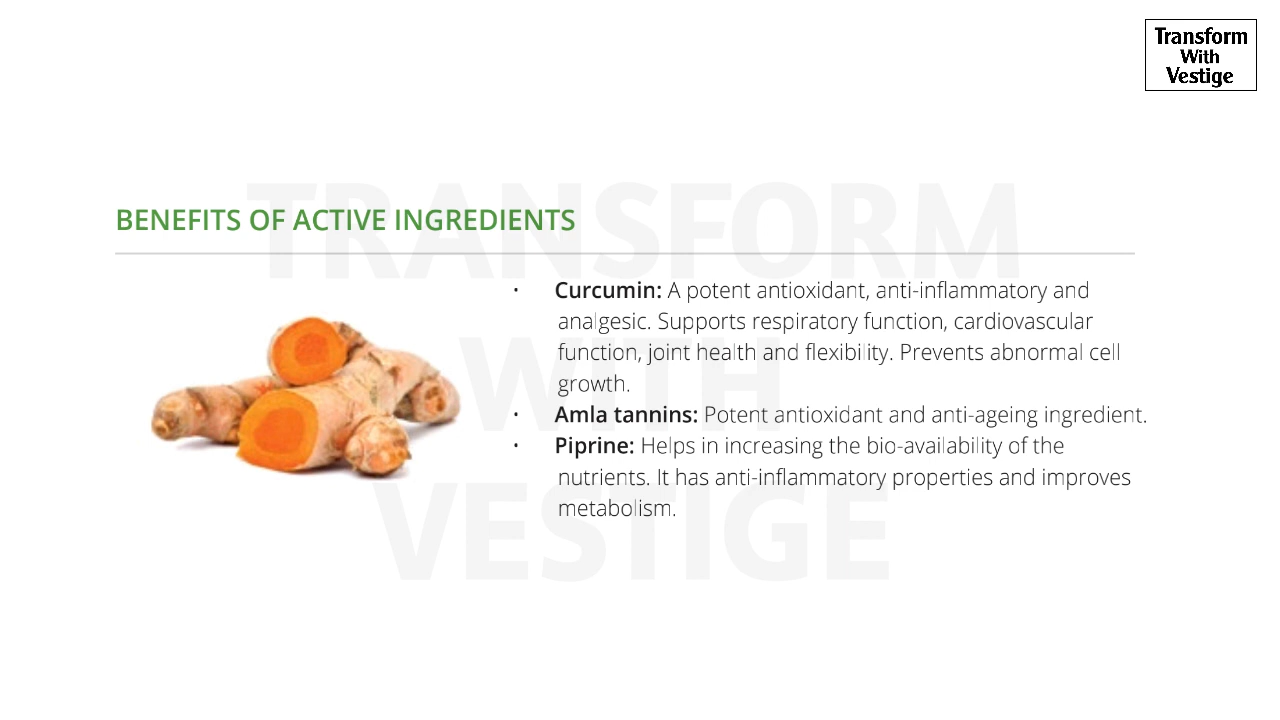 Transform
With
Vestige
TRANSFORM
WITH
VESTIGE
BENEFITS OF ACTIVE INGREDIENTS
• Curcumin: A potent antioxidant, anti-inflammatory and
analgesic. Supports respiratory function, cardiovascular
function, joint health and flexibility. Prevents abnormal cell
growth.
• Amla tannins: Potent antioxidant and anti-ageing ingredient.
• Piprine: Helps in increasing the bio-availability of the
nutrients. It has anti-inflammatory properties and improves
metabolism.